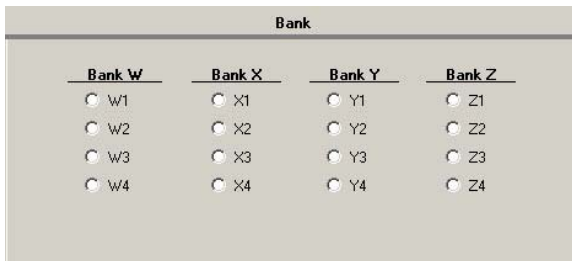 Bank
Bank W Bank X Bank Y Bank Z
W1 X1 Y1 Z1
W2 X2 Y2 Z2
W3 X3 Y3 Z3
W4 X4 Y4 Z4